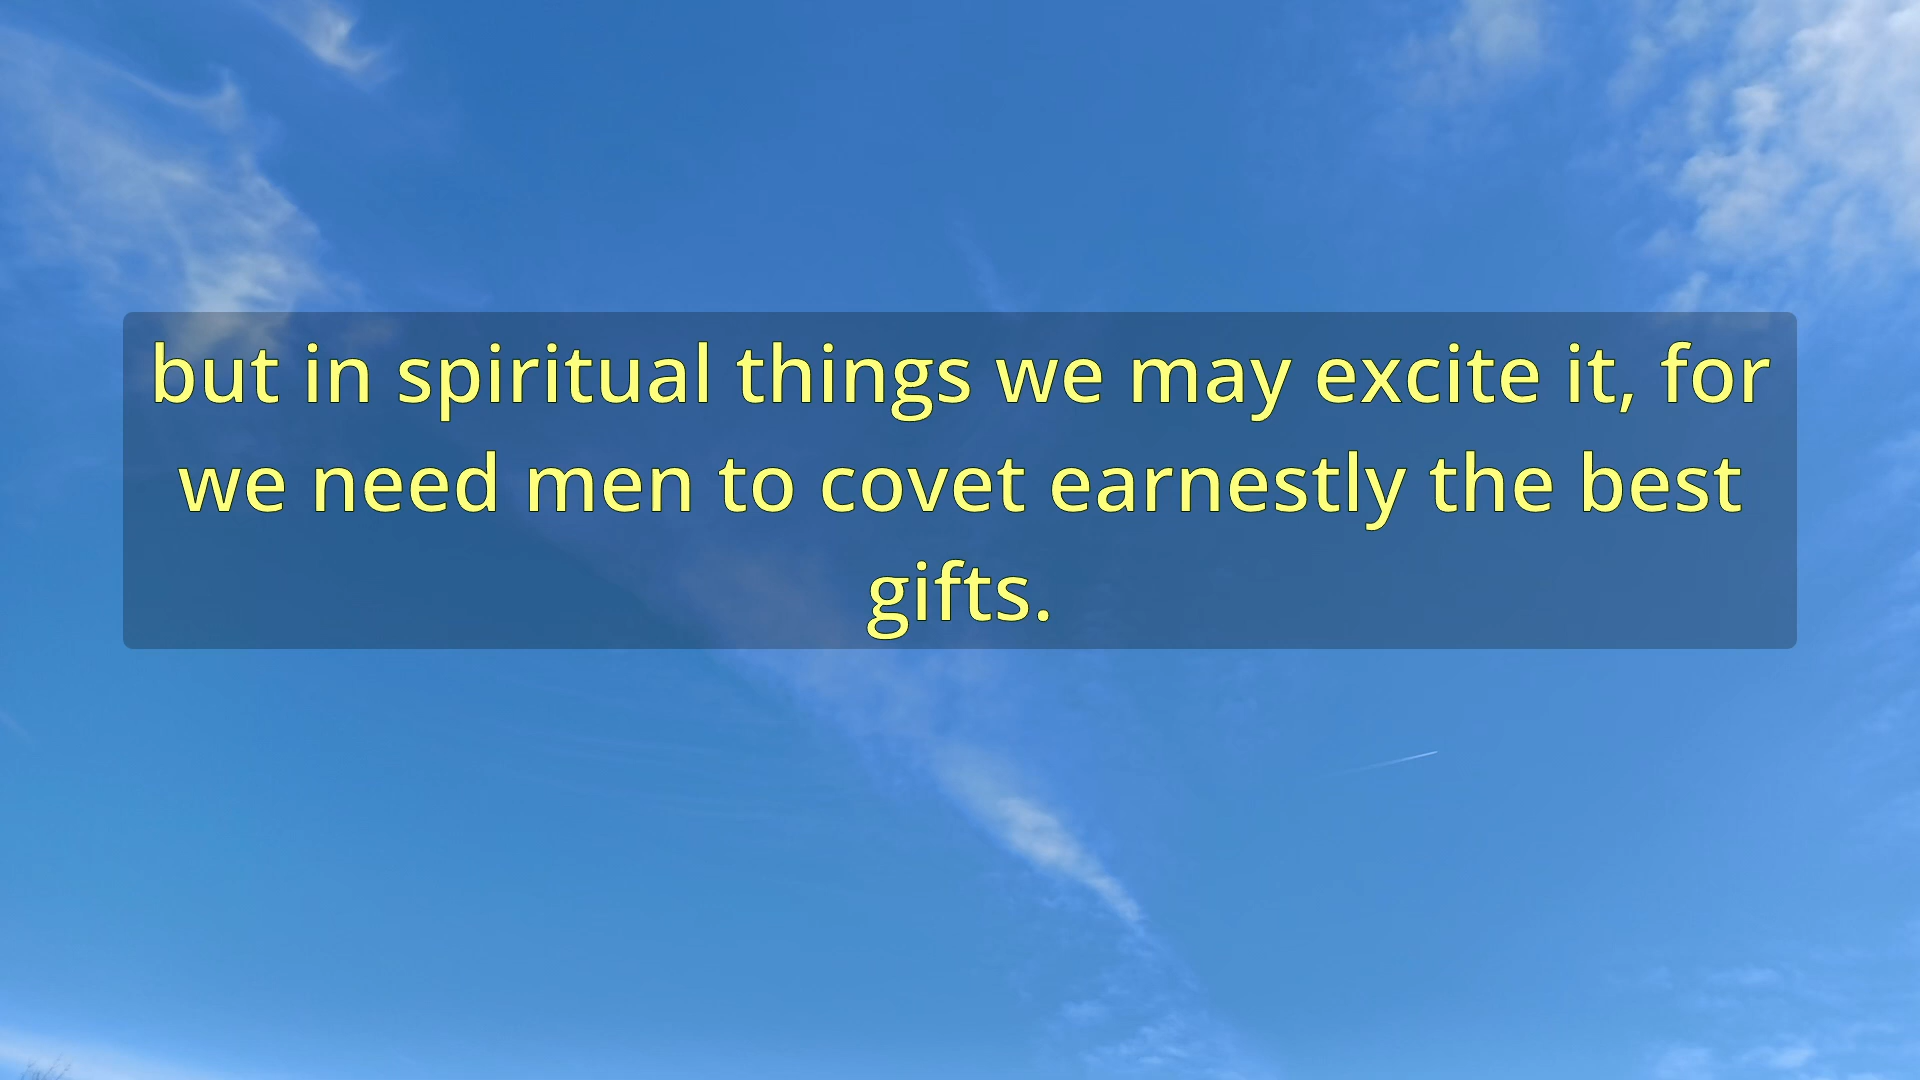 but in spiritual things we may excite it, for
we need men to covet earnestly the best
gifts.